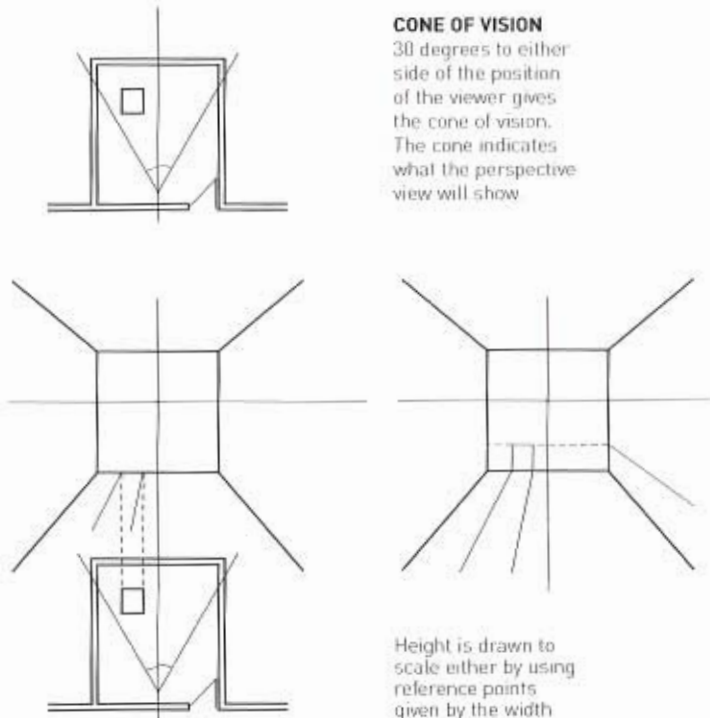 CONE OF VISION
30 degrees to either
side of the position
of the viewer gives
the cone of vision.
The cone indicates
what the perspective
view will show
Height is drawn to
scale either by using
reference points
given by the width